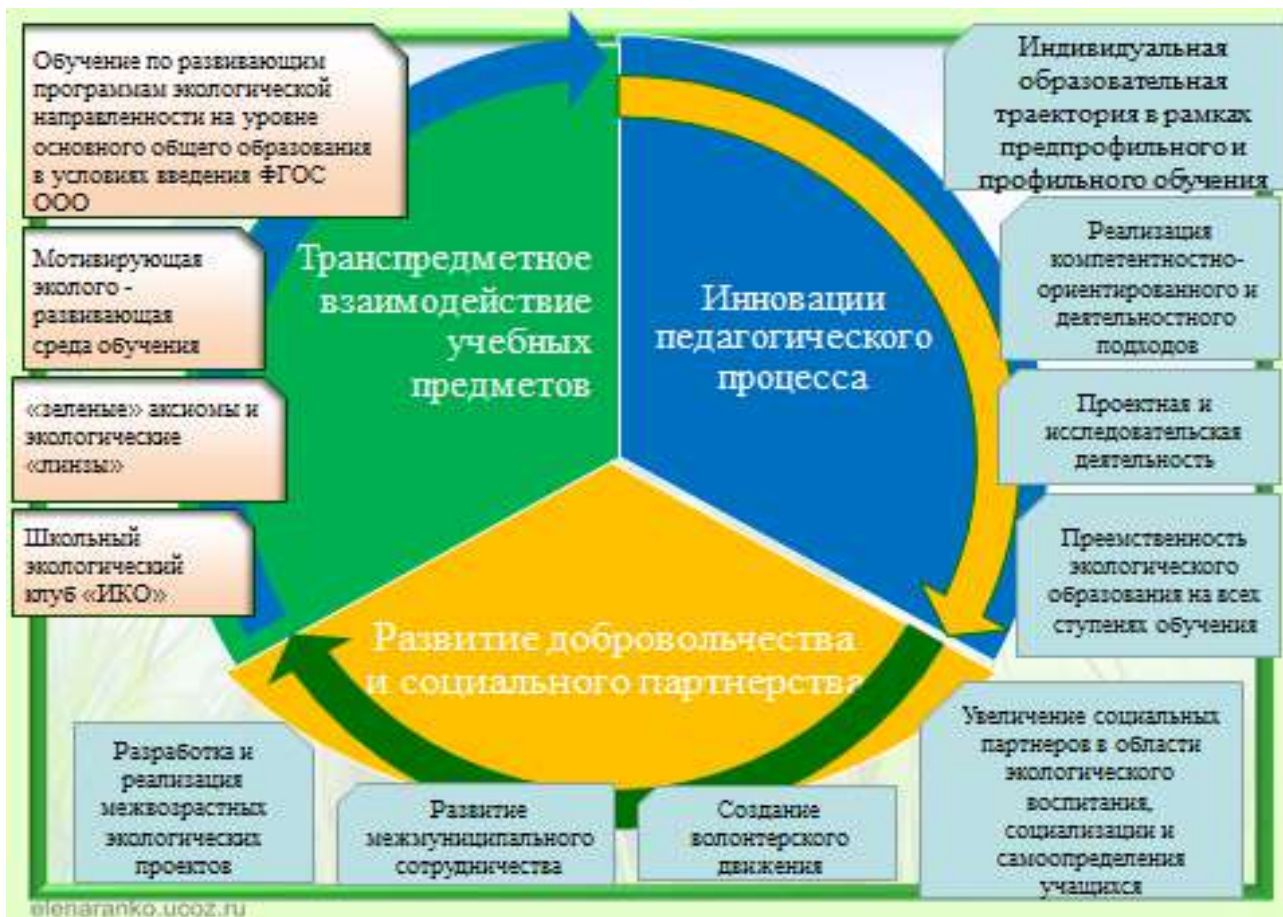 Обучение по развивающим
программам экологической
направленности на уровне
основного общего образования
в условиях введения ФГОС
ООО
Мотивирующая
эколого -
развивающая
среда обучения
«зеленые» аксиомы и
экологические
«линзы»
Школьный
экологический
клуб «ИКО»
Транспредметное
взаимодействие
учебных
предметов
Инновации
педагогического
процесса
Развитие добровольчества
и социального партнерства
Индивидуальная
образовательная
траектория в рамках
предпрофильного и
профильного обучения
Реализация
компетентностно-
ориентированного и
деятельностного
подходов
Проектная и
исследовательская
деятельность
Преемственность
экологического
образования на всех
ступенях обучения
Увеличение социальных
партнеров в области
экологического
воспитания,
социализации и
самоопределения
учащихся
Создание
волонтерского
движения
Развитие
межмуниципального
сотрудничества
Разработка и
реализация
межвозрастных
экологических
проектов
elenaranko.ucoz.ru